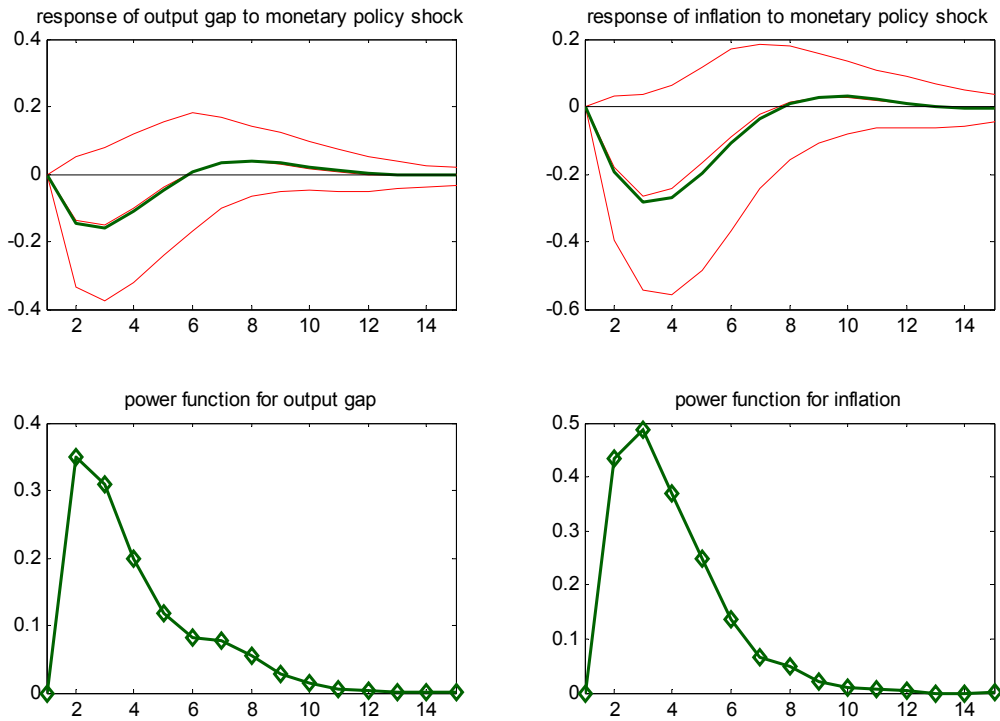 response of output gap to monetary policy shock
0.4
0.2
0
-0.2
-0.4
2 4 6 8 10 12 14
response of inflation to monetary policy shock
0.2
0
-0.2
-0.4
-0.6
2 4 6 8 10 12 14
power function for output gap
0.4
0.3
0.2
0.1
0
2 4 6 8 10 12 14
power function for inflation
0.5
0.4
0.3
0.2
0.1
0
2 4 6 8 10 12 14